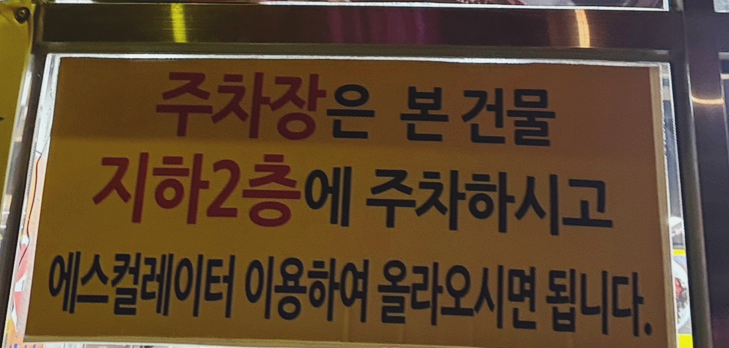 주차장은 본 건물
지하2층에 주차하시고
에스컬레이터 이용하여 올라오시면 됩니다.